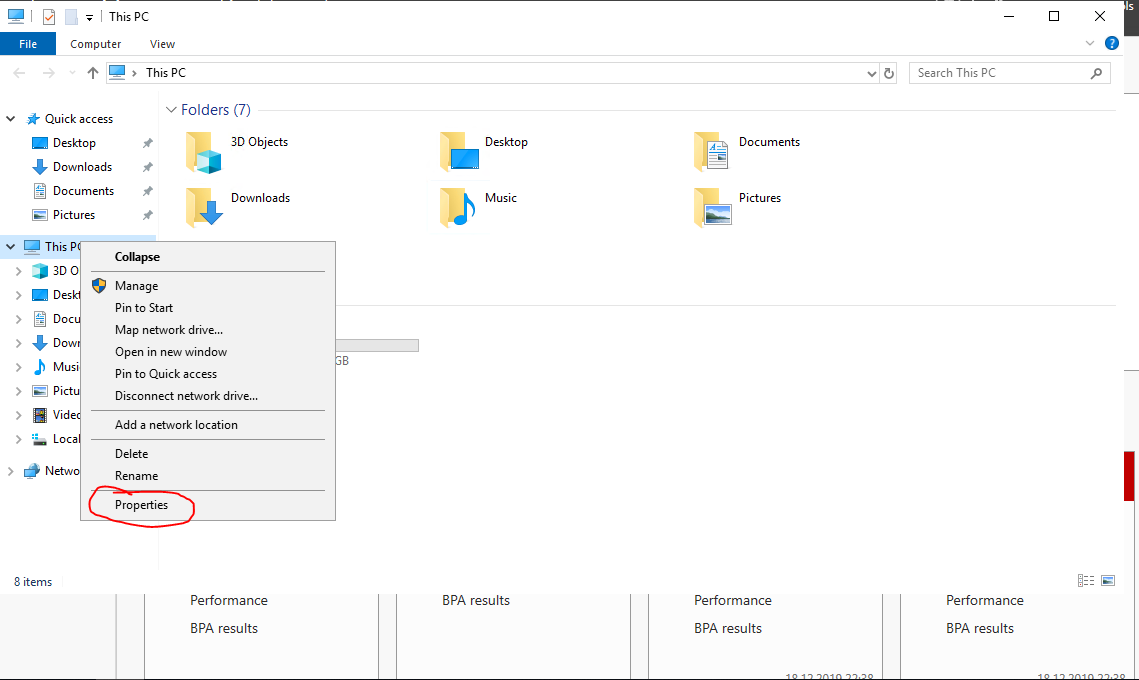 This PC
ols
File Computer View
This PC
Search This PC
Quick access
Desktop
Downloads
Documents
Pictures
This PC
3D O
Deskt
Docu
Down
Musi
Pictu
Video
Local
Netwo
Folders (7)
3D Objects
Desktop
Documents
Downloads
Music
Pictures
GB
Collapse
Manage
Pin to Start
Map network drive...
Open in new window
Pin to Quick access
Disconnect network drive...
Add a network location
Delete
Rename
Properties
8 items
Performance
BPA results
BPA results
Performance
BPA results
18.12.2019 22:38
Performance
BPA results
18.12.2019 22:38